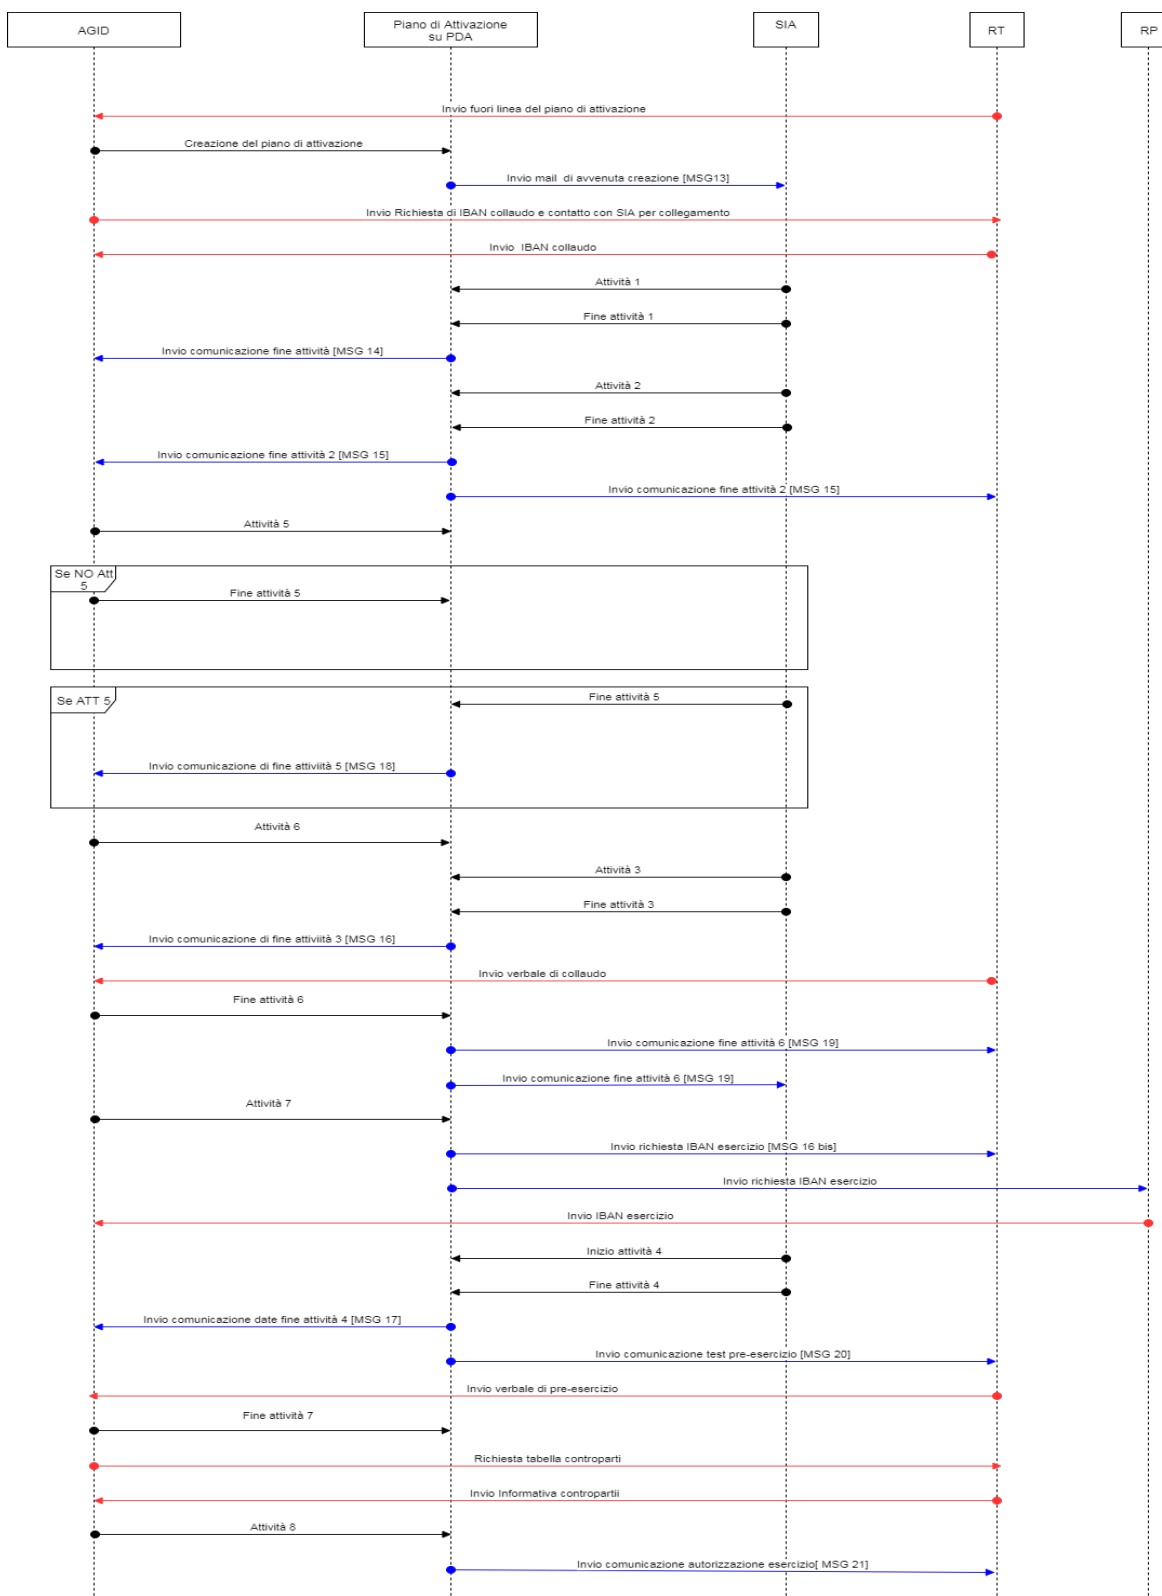 AGID
Piano di Attivazione
su PDA
SIA
RT
RP
Invio fuori linea del piano di attivazione
Creazione del piano di attivazione
Invio mail  di avvenuta creazione [MSG13]
Invio Richiesta di IBAN collaudo e contatto con SIA per collegamento
Invio  IBAN collaudo
Attività 1
Fine attività 1
Invio comunicazione fine attività [MSG 14]
Attività 2
Fine attività 2
Invio comunicazione fine attività 2 [MSG 15]
Invio comunicazione fine attività 2 [MSG 15]
Attività 5
Se NO Att
5
Fine attività 5
Se ATT 5
Fine attività 5
Invio comunicazione di fine attiviità 5 [MSG 18]
Attività 6
Attività 3
Fine attività 3
Invio comunicazione di fine attiviità 3 [MSG 16]
Invio verbale di collaudo
Fine attività 6
Invio comunicazione fine attività 6 [MSG 19]
Invio comunicazione fine attività 6 [MSG 19]
Attività 7
Invio richiesta IBAN esercizio [MSG 16 bis]
Invio richiesta IBAN esercizio
Invio IBAN esercizio
Inizio attività 4
Fine attività 4
Invio comunicazione date fine attività 4 [MSG 17]
Invio comunicazione test pre-esercizio [MSG 20]
Invio verbale di pre-esercizio
Fine attività 7
Richiesta tabella controparti
Invio Informativa contropartii
Attività 8
Invio comunicazione autorizzazione esercizio[ MSG 21]